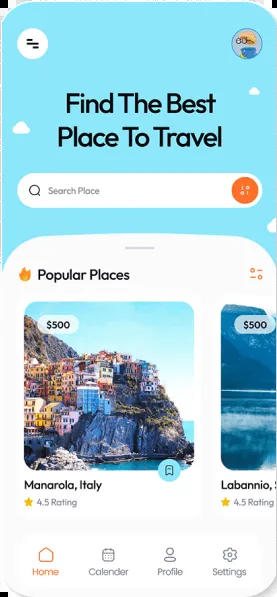 Find The Best
Place To Travel
Search Place
Popular Places
$500
$500
Manarola, Italy
Labannio,
4.5 Rating
4.5 Rating
Home
Calender
Profile
Settings